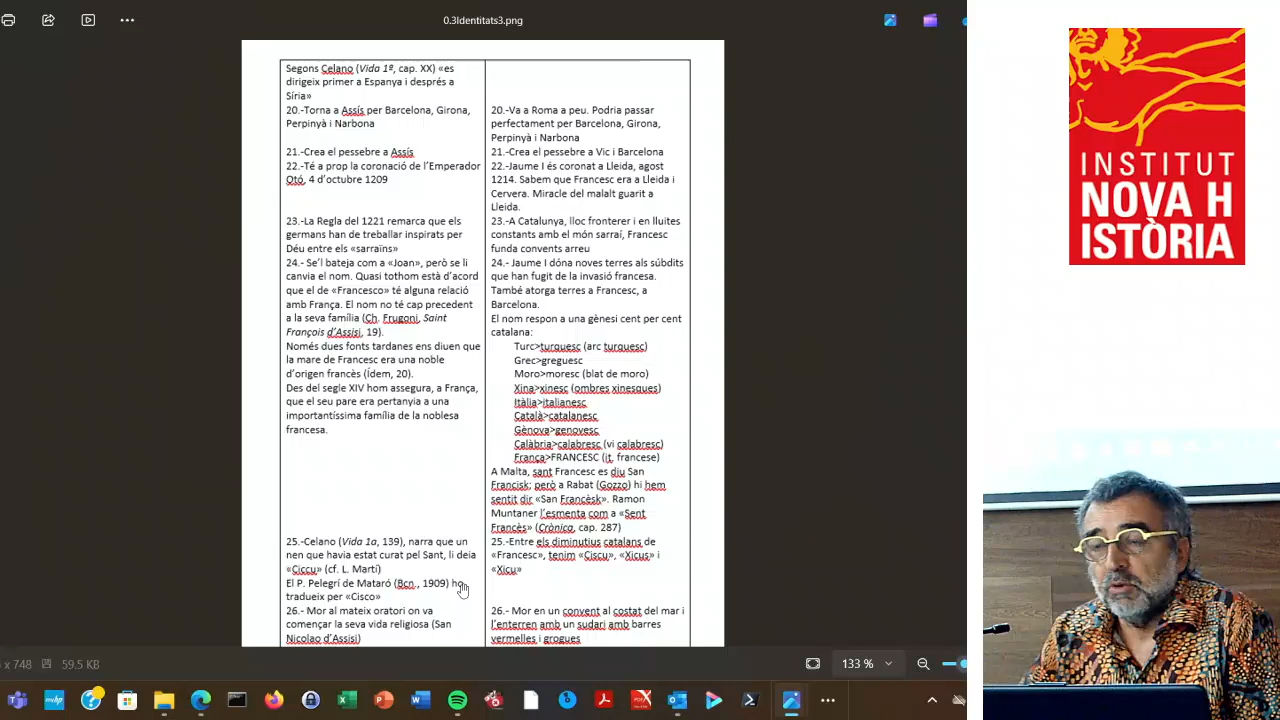 0.3Identitats3.png
Segons Celano (Vida 1ª, cap. XX) «es
dirigeix primer a Espanya i després a
Síria»
20.-Torna a Assís per Barcelona, Girona,
Perpinyà i Narbona
21.-Crea el pessebre a Assís
22.-Té a prop la coronació de l'Emperador
Otó, 4 d'octubre 1209
23.-La Regla del 1221 remarca que els
germans han de treballar inspirats per
Déu entre els «sarraïns»
24.- Se'l bateja com a «Joan», però se li
canvia el nom. Quasi tothom està d'acord
que el de «Francesco» té alguna relació
amb França. El nom no té cap precedent
a la seva família (Ch. Frugoni, Saint
François d'Assisi, 19).
Només dues fonts tardanes ens diuen que
la mare de Francesc era una noble
d'origen francès (Ídem, 20).
Des del segle XIV hom assegura, a França,
que el seu pare era pertanyia a una
importantíssima família de la noblesa
francesa.
25.-Celano (Vida 1a, 139), narra que un
nen que havia estat curat pel Sant, li deia
«Ciccu» (cf. L. Martí)
El P. Pelegrí de Mataró (Bcn., 1909) ho
tradueix per «Cisco»
26.- Mor al mateix oratori on va
començar la seva vida religiosa (San
Nicolao d'Assisi)
20.-Va a Roma a peu. Podria passar
perfectament per Barcelona, Girona,
Perpinyà i Narbona
21.-Crea el pessebre a Vic i Barcelona
22.-Jaume I és coronat a Lleida, agost
1214. Sabem que Francesc era a Lleida i
Cervera. Miracle del malalt guarit a
Lleida.
23.-A Catalunya, lloc fronterer i en lluites
constants amb el món sarraí, Francesc
funda convents arreu
24.- Jaume I dóna noves terres als súbdits
que han fugit de la invasió francesa.
També atorga terres a Francesc, a
Barcelona.
El nom respon a una gènesi cent per cent
catalana:
Turc>turquesc (arc turquesc)
Grec>greguesc
Moro>moresc (blat de moro)
Xina>xinesc (ombres xinesques)
Itàlia>italianesc
Català>catalanesc
Gènova>genovesc
Calàbria>calabresc (vi calabresc)
França>FRANCESC (it. francese)
A Malta, sant Francesc es diu San
Francisk; però a Rabat (Gozzo) hi hem
sentit dir «San Francèsk». Ramon
Muntaner l'esmenta com a «Sent
Francès» (Crònica, cap. 287)
25.-Entre els diminutius catalans de
«Francesc», tenim «Ciscu», «Xicus» i
«Xicu»
26.- Mor en un convent al costat del mar i
l'enterren amb un sudari amb barres
vermelles i grogues
x 748
59.5 KB
133 %
INSTITUT
NOVA H
ISTÒRIA